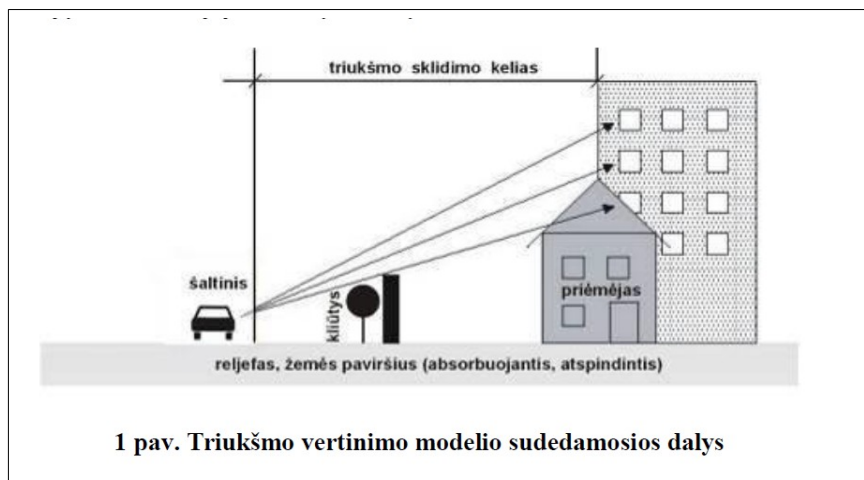 triukšmo sklidimo kelias
šaltinis
kliūtys
priėmėjas
reljefas, žemės paviršius (absorbuojantis, atspindintis)
1 pav. Triukšmo vertinimo modelio sudedamosios dalys